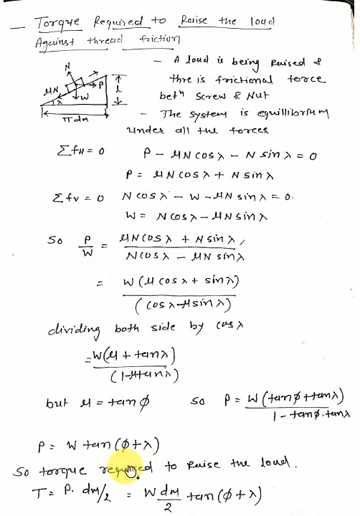 — Torque Required to Raise the load
Against thread friction
N
μN
P
W
λ
l
πdm
- A load is being raised &
thre is frictional force
betn screw & Nut
- The system is equillibrium
under all the forces
ΣfH = 0 P - μN cos λ - N sin λ = 0
P = μN cos λ + N sin λ
Σfv = 0 N cos λ - W - μN sin λ = 0
W = N cos λ - μN sin λ
So P/W = (μN cos λ + N sin λ)/(N cos λ - μN sin λ)
= W(μ cos λ + sin λ)/(cos λ - μ sin λ)
dividing both side by cos λ
= W(μ + tan λ)/(1 - μ tan λ)
but μ = tan φ so P = W(tan φ + tan λ)/(1 - tan φ . tan λ)
P = W tan (φ + λ)
So torque required to raise the load.
T = P. dm/2 = W dm/2 tan (φ + λ)